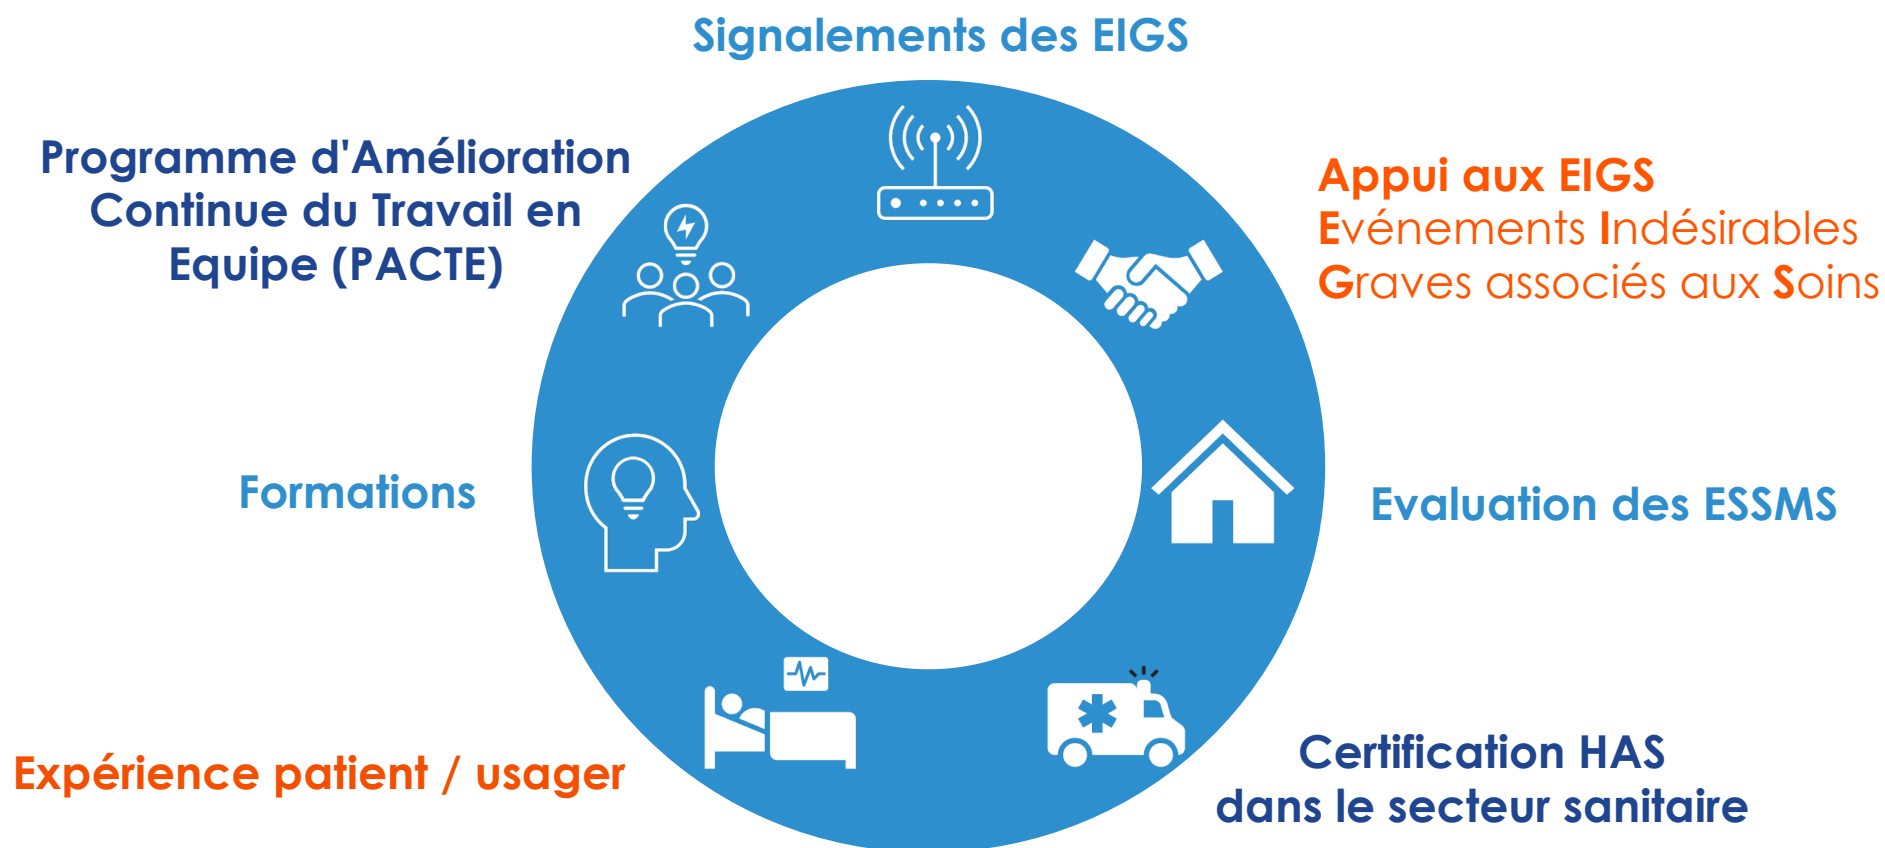 Signalements des EIGS
Programme d'Amélioration
Continue du Travail en
Equipe (PACTE)
Appui aux EIGS
Evénements Indésirables
Graves associés aux Soins
Formations
Evaluation des ESSMS
Expérience patient / usager
Certification HAS
dans le secteur sanitaire